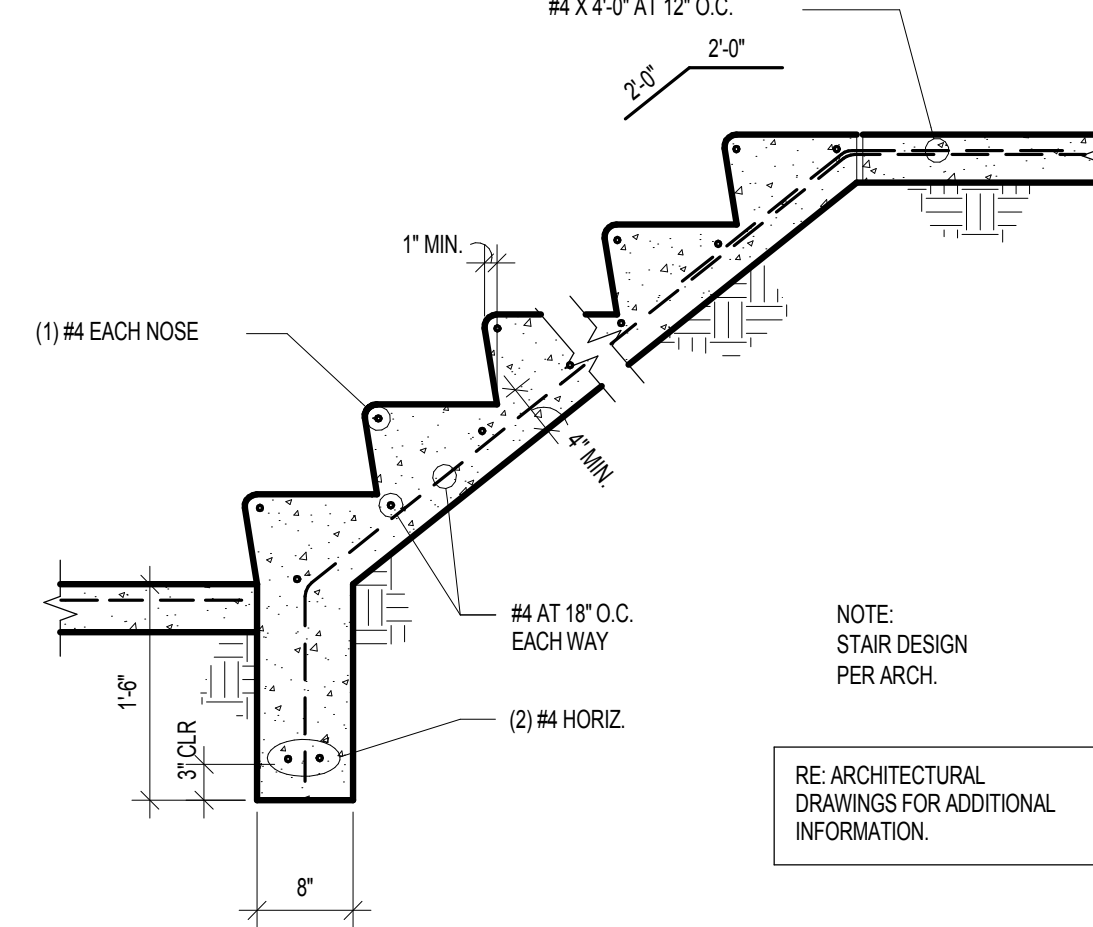 #4 X 4'-0" AT 12" O.C.
2'-0"
2'-0"
1" MIN.
(1) #4 EACH NOSE
4" MIN.
#4 AT 18" O.C.
EACH WAY
NOTE:
STAIR DESIGN
PER ARCH.
1'-6"
3" CLR
(2) #4 HORIZ.
RE: ARCHITECTURAL
DRAWINGS FOR ADDITIONAL
INFORMATION.
8"